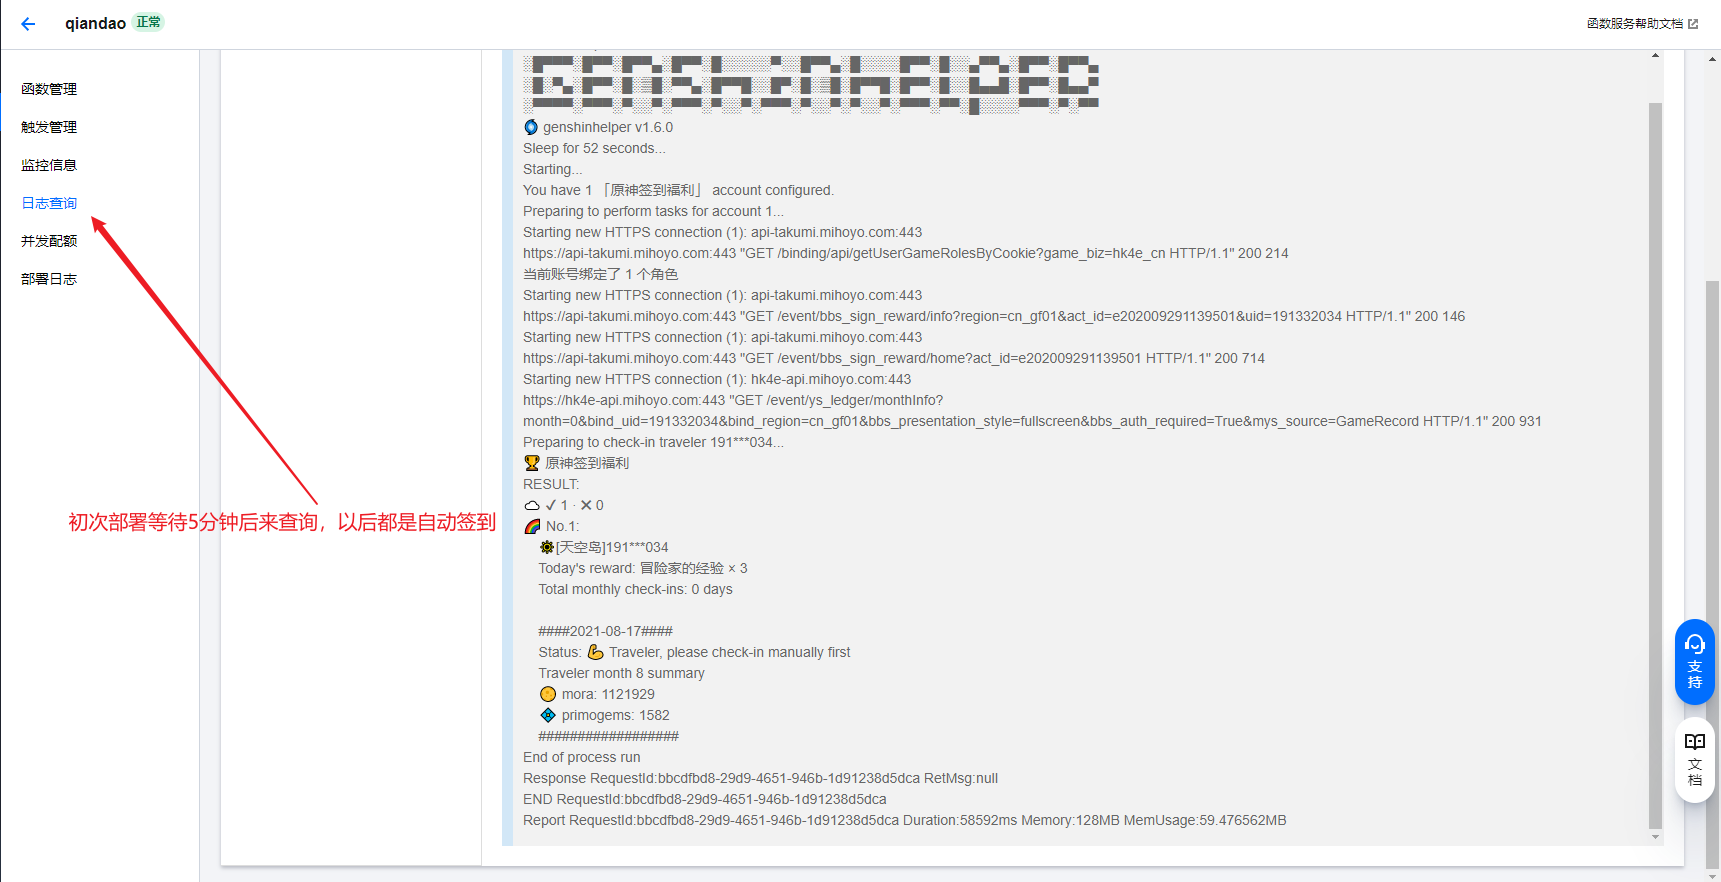 qiandao 正常
函数服务帮助文档
函数管理
触发管理
监控信息
日志查询
并发配额
部署日志
genshinhelper v1.6.0
Sleep for 52 seconds...
Starting...
You have 1 「原神签到福利」 account configured.
Preparing to perform tasks for account 1...
Starting new HTTPS connection (1): api-takumi.mihoyo.com:443
https://api-takumi.mihoyo.com:443 "GET /binding/api/getUserGameRolesByCookie?game_biz=hk4e_cn HTTP/1.1" 200 214
当前账号绑定了 1 个角色
Starting new HTTPS connection (1): api-takumi.mihoyo.com:443
https://api-takumi.mihoyo.com:443 "GET /event/bbs_sign_reward/info?region=cn_gf01&act_id=e202009291139501&uid=191332034 HTTP/1.1" 200 146
Starting new HTTPS connection (1): api-takumi.mihoyo.com:443
https://api-takumi.mihoyo.com:443 "GET /event/bbs_sign_reward/home?act_id=e202009291139501 HTTP/1.1" 200 714
Starting new HTTPS connection (1): hk4e-api.mihoyo.com:443
https://hk4e-api.mihoyo.com:443 "GET /event/ys_ledger/monthInfo?
month=0&bind_uid=191332034&bind_region=cn_gf01&bbs_presentation_style=fullscreen&bbs_auth_required=True&mys_source=GameRecord HTTP/1.1" 200 931
Preparing to check-in traveler 191***034...
🏆 原神签到福利
RESULT:
☁ ✓ 1 · ✕ 0
🌈 No.1:
[天空岛]191***034
Today's reward: 冒险家的经验 × 3
Total monthly check-ins: 0 days
####2021-08-17####
Status: 💪 Traveler, please check-in manually first
Traveler month 8 summary
mora: 1121929
💠 primogems: 1582
##################
End of process run
Response RequestId:bbcdfbd8-29d9-4651-946b-1d91238d5dca RetMsg:null
END RequestId:bbcdfbd8-29d9-4651-946b-1d91238d5dca
Report RequestId:bbcdfbd8-29d9-4651-946b-1d91238d5dca Duration:58592ms Memory:128MB MemUsage:59.476562MB
初次部署等待5分钟后来查询，以后都是自动签到
支持
文档